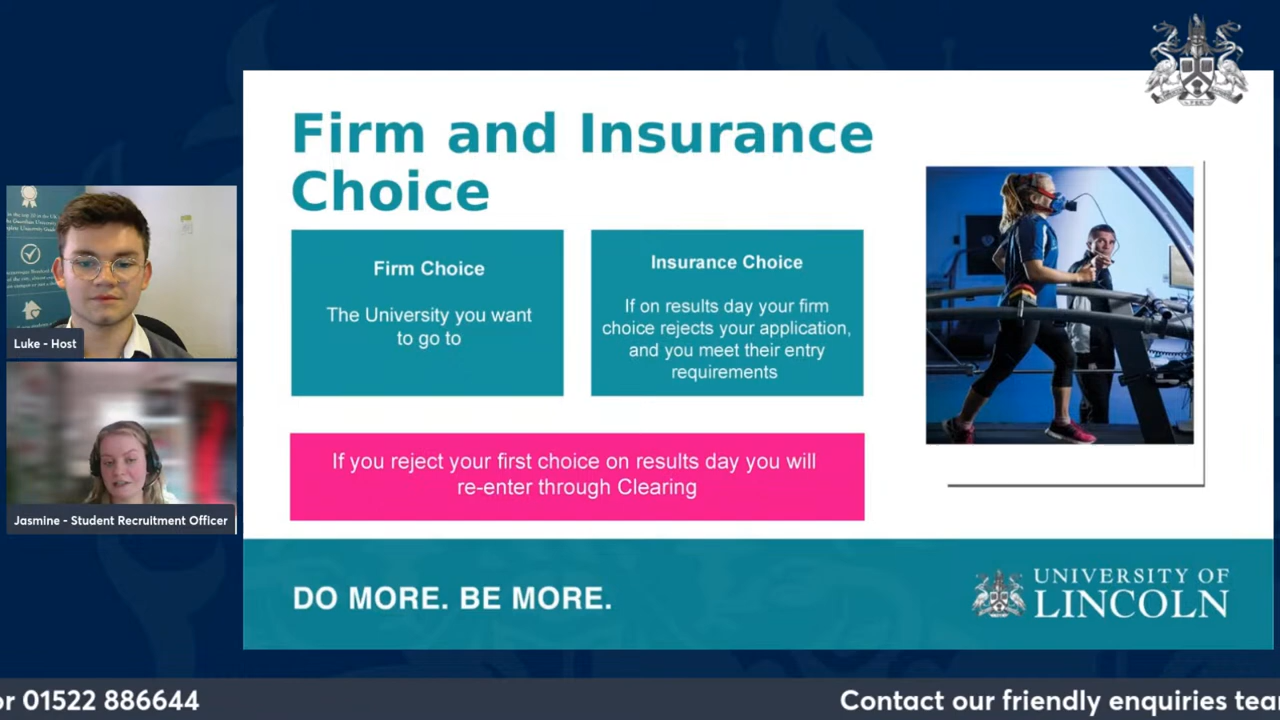 Firm and Insurance
Choice
Firm Choice
The University you want
to go to
Insurance Choice
If on results day your firm
choice rejects your application,
and you meet their entry
requirements
If you reject your first choice on results day you will
re-enter through Clearing
DO MORE. BE MORE.
UNIVERSITY OF
LINCOLN
Luke - Host
Jasmine - Student Recruitment Officer
or 01522 886644
Contact our friendly enquiries